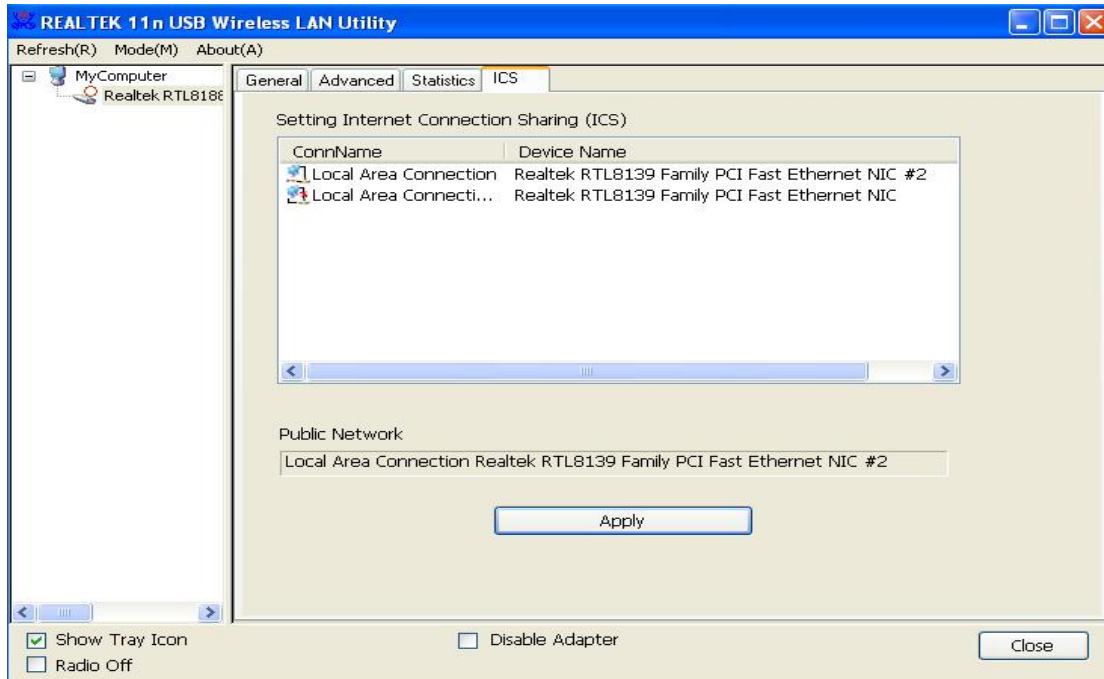 REALTEK 11n USB Wireless LAN Utility
Refresh(R) Mode(M) About(A)
MyComputer
Realtek RTL8188
General Advanced Statistics ICS
Setting Internet Connection Sharing (ICS)
ConnName Device Name
Local Area Connection Realtek RTL8139 Family PCI Fast Ethernet NIC #2
Local Area Connecti... Realtek RTL8139 Family PCI Fast Ethernet NIC
Public Network
Local Area Connection Realtek RTL8139 Family PCI Fast Ethernet NIC #2
Apply
Show Tray Icon Disable Adapter Close
Radio Off